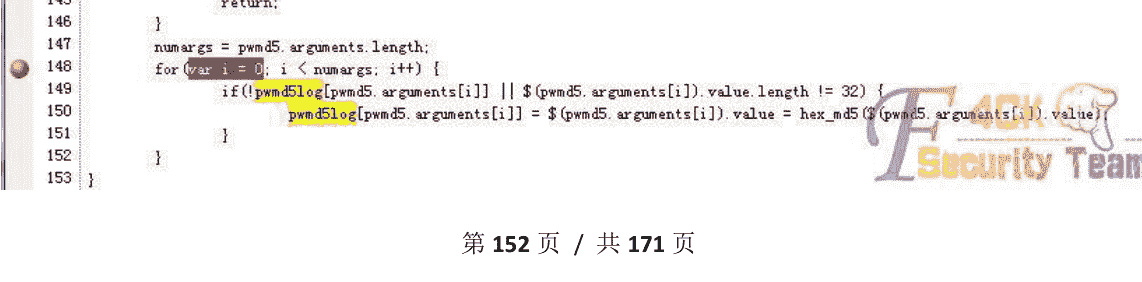 145 return;
146 }
147 numargs = pwmd5.arguments.length;
148 for(var i = 0; i < numargs; i++) {
149 if(!pwmd5log[pwmd5.arguments[i]] || $(pwmd5.arguments[i]).value.length != 32) {
150 pwmd5log[pwmd5.arguments[i]] = $(pwmd5.arguments[i]).value = hex_md5($(pwmd5.arguments[i]).value);
151 }
152 }
153 }
Security Team
第 152 页 / 共 171 页